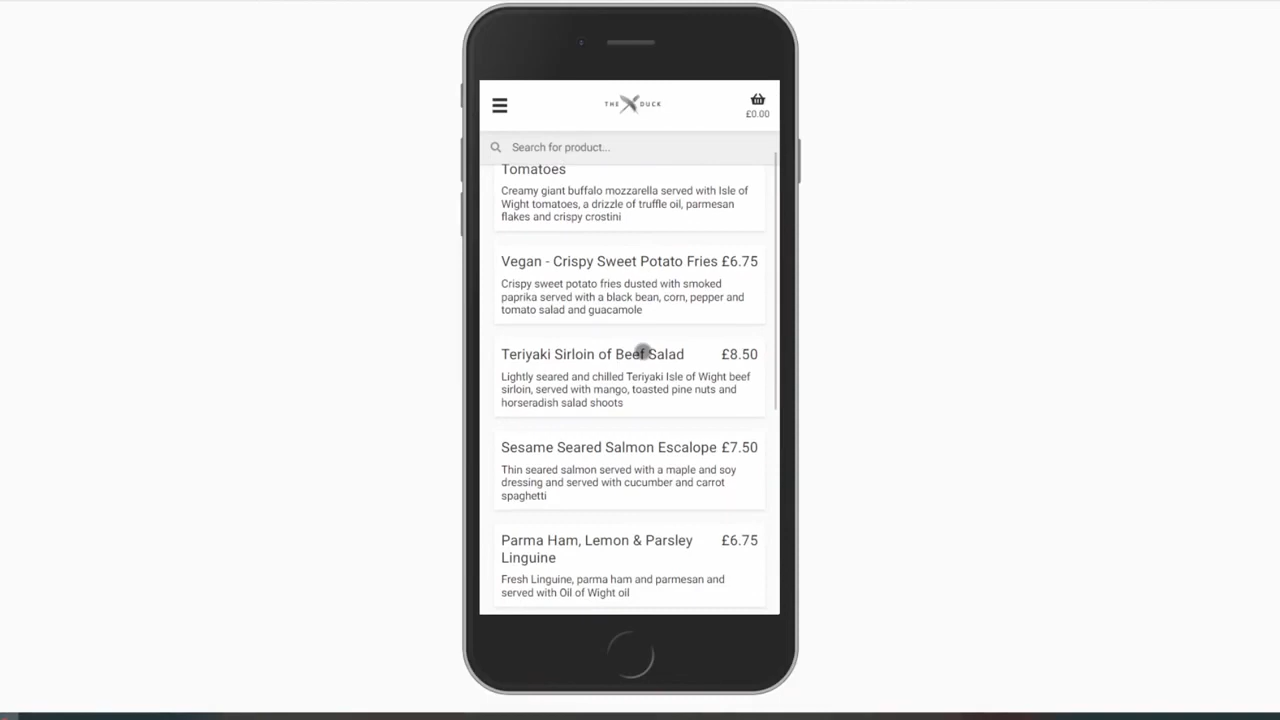 THE DUCK
£0.00
Search for product...
Tomatoes
Creamy giant buffalo mozzarella served with Isle of
Wight tomatoes, a drizzle of truffle oil, parmesan
flakes and crispy crostini
Vegan - Crispy Sweet Potato Fries £6.75
Crispy sweet potato fries dusted with smoked
paprika served with a black bean, corn, pepper and
tomato salad and guacamole
Teriyaki Sirloin of Beef Salad £8.50
Lightly seared and chilled Teriyaki Isle of Wight beef
sirloin, served with mango, toasted pine nuts and
horseradish salad shoots
Sesame Seared Salmon Escalope £7.50
Thin seared salmon served with a maple and soy
dressing and served with cucumber and carrot
spaghetti
Parma Ham, Lemon & Parsley £6.75
Linguine
Fresh Linguine, parma ham and parmesan and
served with Oil of Wight oil